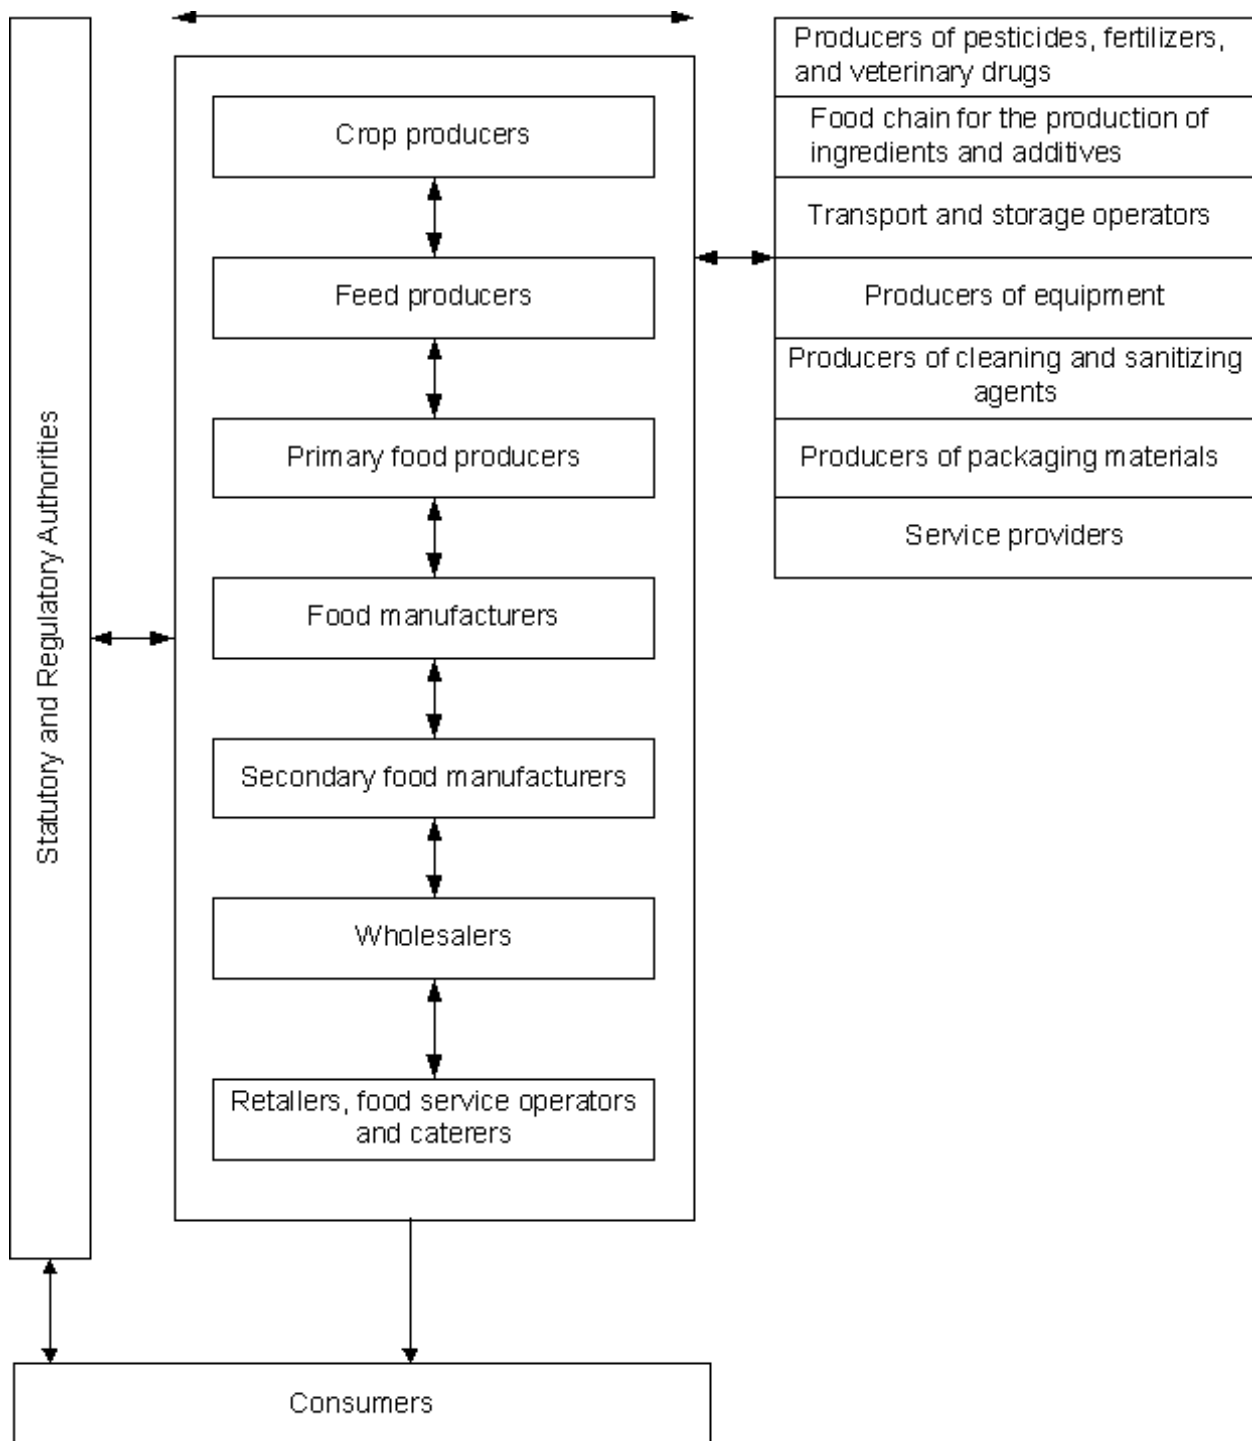 Statutory and Regulatory Authorities
Crop producers
Feed producers
Primary food producers
Food manufacturers
Secondary food manufacturers
Wholesalers
Retallers, food service operators
and caterers
Producers of pesticides, fertilizers,
and veterinary drugs
Food chain for the production of
ingredients and additives
Transport and storage operators
Producers of equipment
Producers of cleaning and sanitizing
agents
Producers of packaging materials
Service providers
Consumers